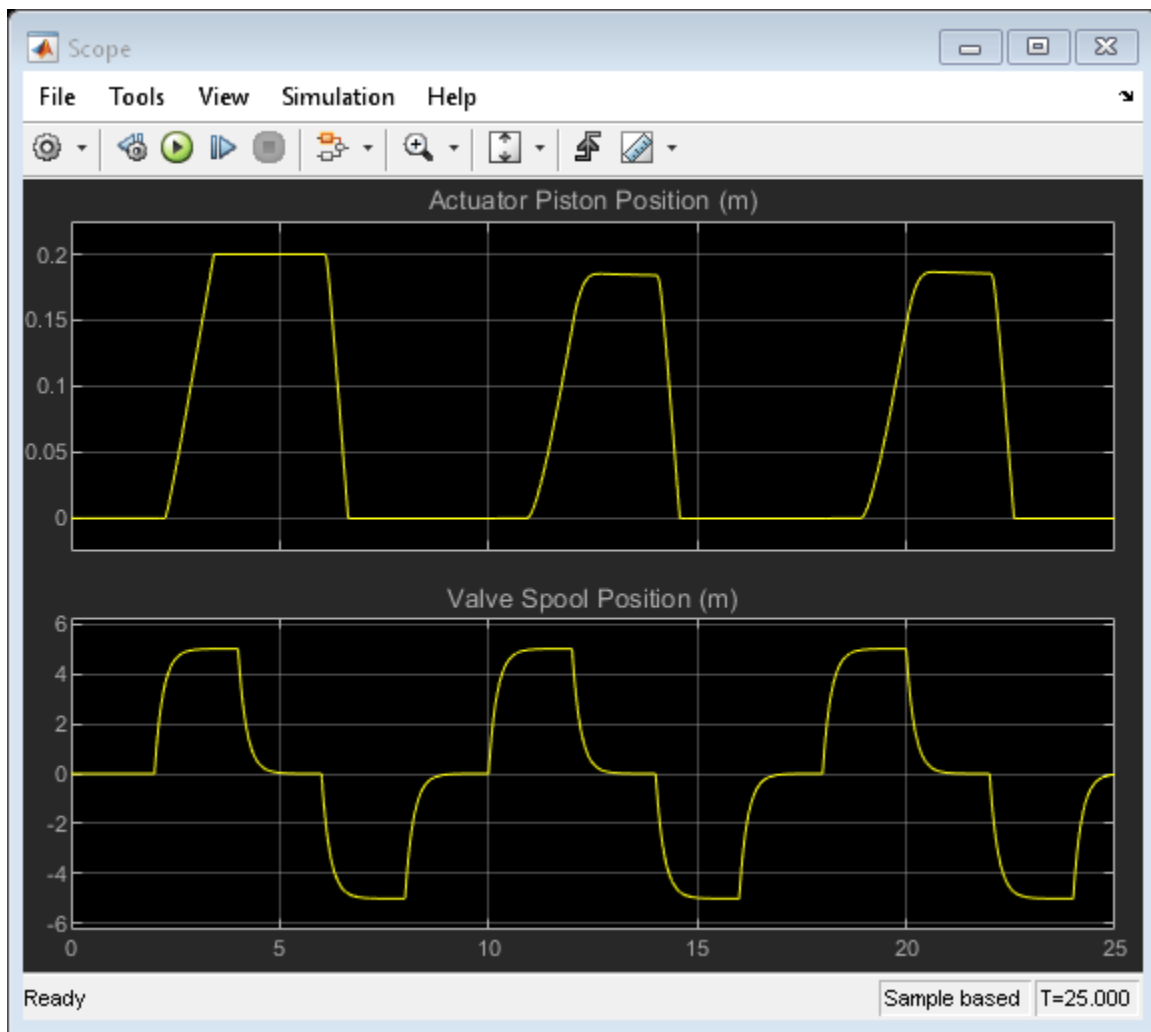 Scope
File Tools View Simulation Help
Actuator Piston Position (m)
0.2
0.15
0.1
0.05
0
Valve Spool Position (m)
6
4
2
0
-2
-4
-6
0 5 10 15 20 25
Ready Sample based T=25.000